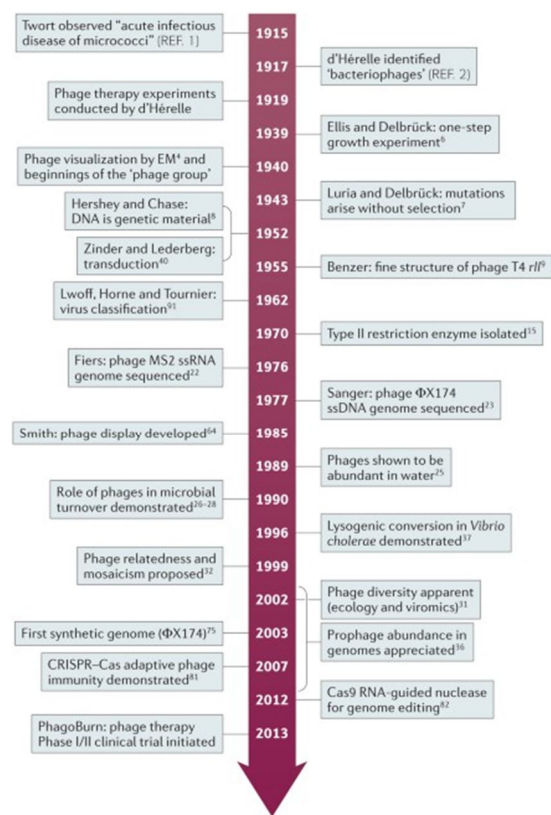 Twort observed “acute infectious
disease of micrococci” (REF. 1)
1915
1917
d’Hérelle identified
‘bacteriophages’ (REF. 2)
Phage therapy experiments
conducted by d’Hérelle
1919
1939
Ellis and Delbrück: one-step
growth experiment⁶
Phage visualization by EM⁴ and
beginnings of the ‘phage group’
1940
1943
Luria and Delbrück: mutations
arise without selection⁷
Hershey and Chase:
DNA is genetic material⁸
1952
Zinder and Lederberg:
transduction⁴⁰
1955
Benzer: fine structure of phage T4 rII⁹
Lwoff, Horne and Tournier:
virus classification⁹¹
1962
1970
Type II restriction enzyme isolated¹⁵
Fiers: phage MS2 ssRNA
genome sequenced²²
1976
1977
Sanger: phage ΦX174
ssDNA genome sequenced²³
Smith: phage display developed⁶⁴
1985
1989
Phages shown to be
abundant in water²⁵
Role of phages in microbial
turnover demonstrated²⁶⁻²⁸
1990
1996
Lysogenic conversion in Vibrio
cholerae demonstrated³⁷
Phage relatedness and
mosaicism proposed³²
1999
2002
Phage diversity apparent
(ecology and viromics)³¹
First synthetic genome (ΦX174)⁷⁵
2003
Prophage abundance in
genomes appreciated³⁶
CRISPR–Cas adaptive phage
immunity demonstrated⁸¹
2007
2012
Cas9 RNA-guided nuclease
for genome editing⁸²
PhagoBurn: phage therapy
Phase I/II clinical trial initiated
2013